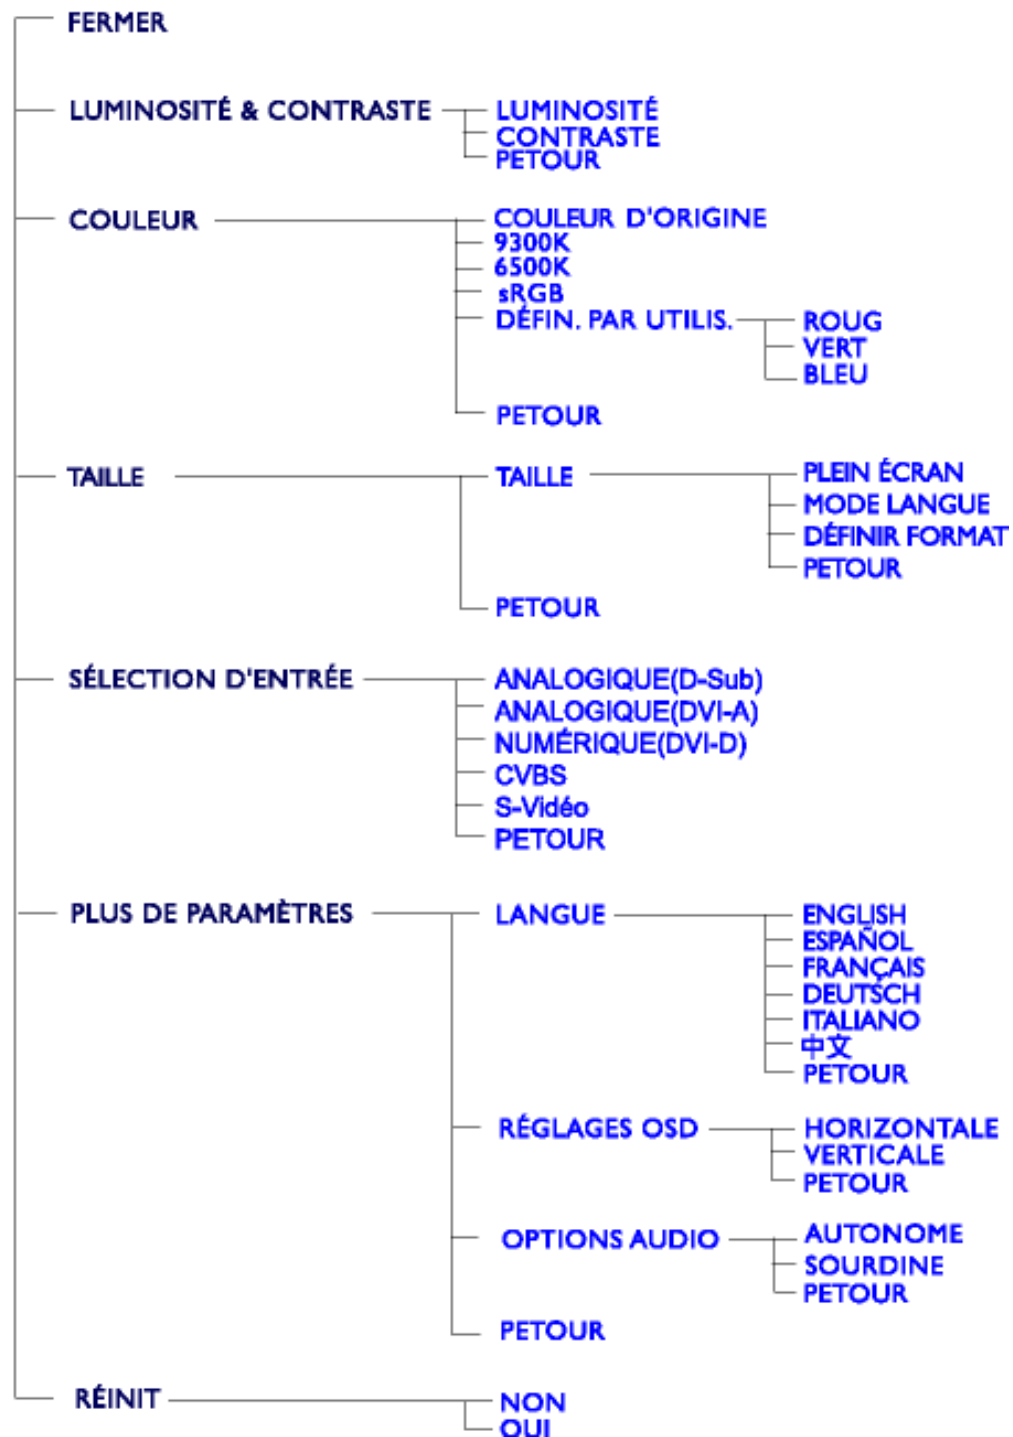 FERMER
LUMINOSITÉ & CONTRASTE
LUMINOSITÉ
CONTRASTE
PETOUR
COULEUR
COULEUR D'ORIGINE
9300K
6500K
sRGB
DÉFIN. PAR UTILIS.
ROUG
VERT
BLEU
PETOUR
TAILLE
TAILLE
PLEIN ÉCRAN
MODE LANGUE
DÉFINIR FORMAT
PETOUR
PETOUR
SÉLECTION D'ENTRÉE
ANALOGIQUE(D-Sub)
ANALOGIQUE(DVI-A)
NUMÉRIQUE(DVI-D)
CVBS
S-Vidéo
PETOUR
PLUS DE PARAMÈTRES
LANGUE
ENGLISH
ESPAÑOL
FRANÇAIS
DEUTSCH
ITALIANO
中文
PETOUR
RÉGLAGES OSD
HORIZONTALE
VERTICALE
PETOUR
OPTIONS AUDIO
AUTONOME
SOURDINE
PETOUR
PETOUR
RÉINIT
NON
OUI